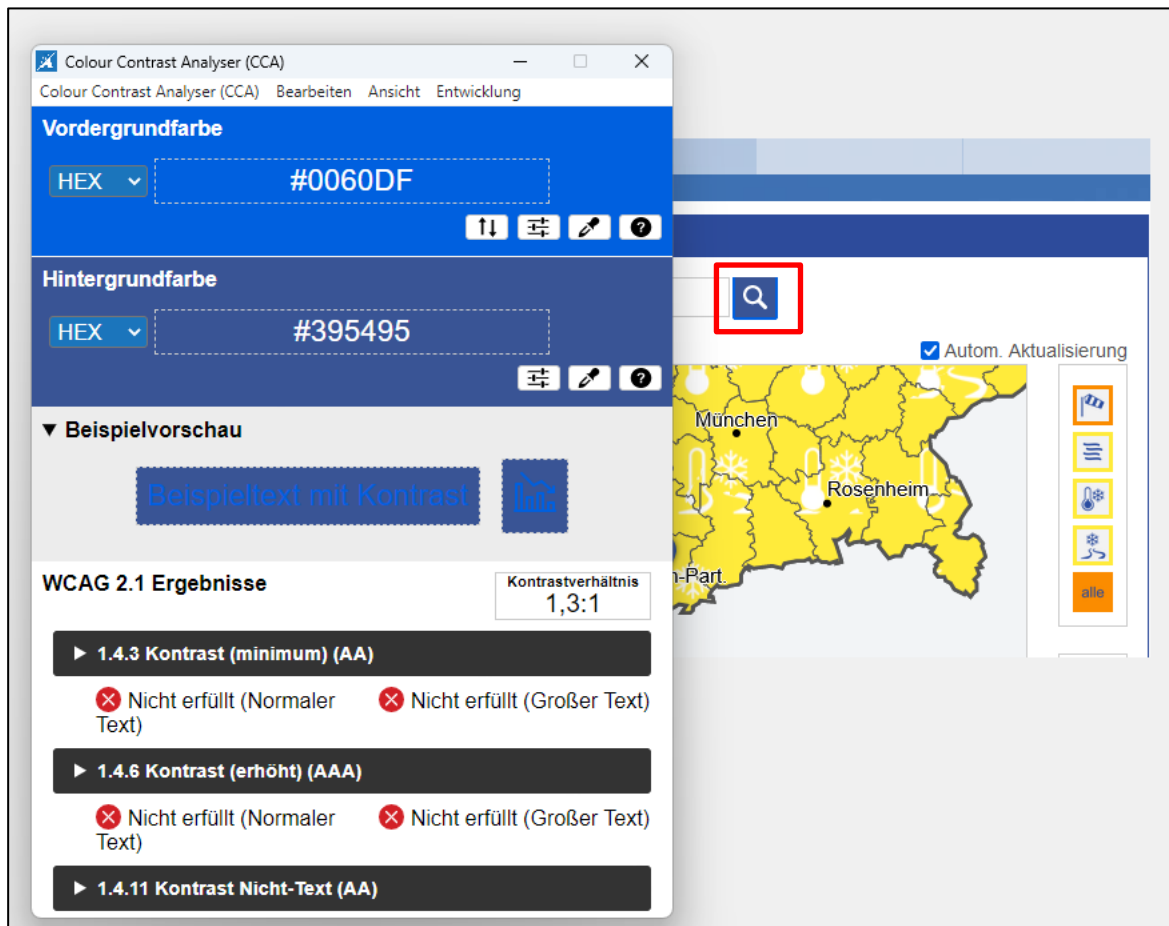 Colour Contrast Analyser (CCA)
Colour Contrast Analyser (CCA) Bearbeiten Ansicht Entwicklung
Vordergrundfarbe
HEX #0060DF
Hintergrundfarbe
HEX #395495
▼ Beispielvorschau
Beispieltext mit Kontrast
WCAG 2.1 Ergebnisse
Kontrastverhältnis
1,3:1
▶ 1.4.3 Kontrast (minimum) (AA)
Nicht erfüllt (Normaler
Text)
Nicht erfüllt (Großer Text)
▶ 1.4.6 Kontrast (erhöht) (AAA)
Nicht erfüllt (Normaler
Text)
Nicht erfüllt (Großer Text)
▶ 1.4.11 Kontrast Nicht-Text (AA)
Autom. Aktualisierung
München
Rosenheim
n-Part.
alle